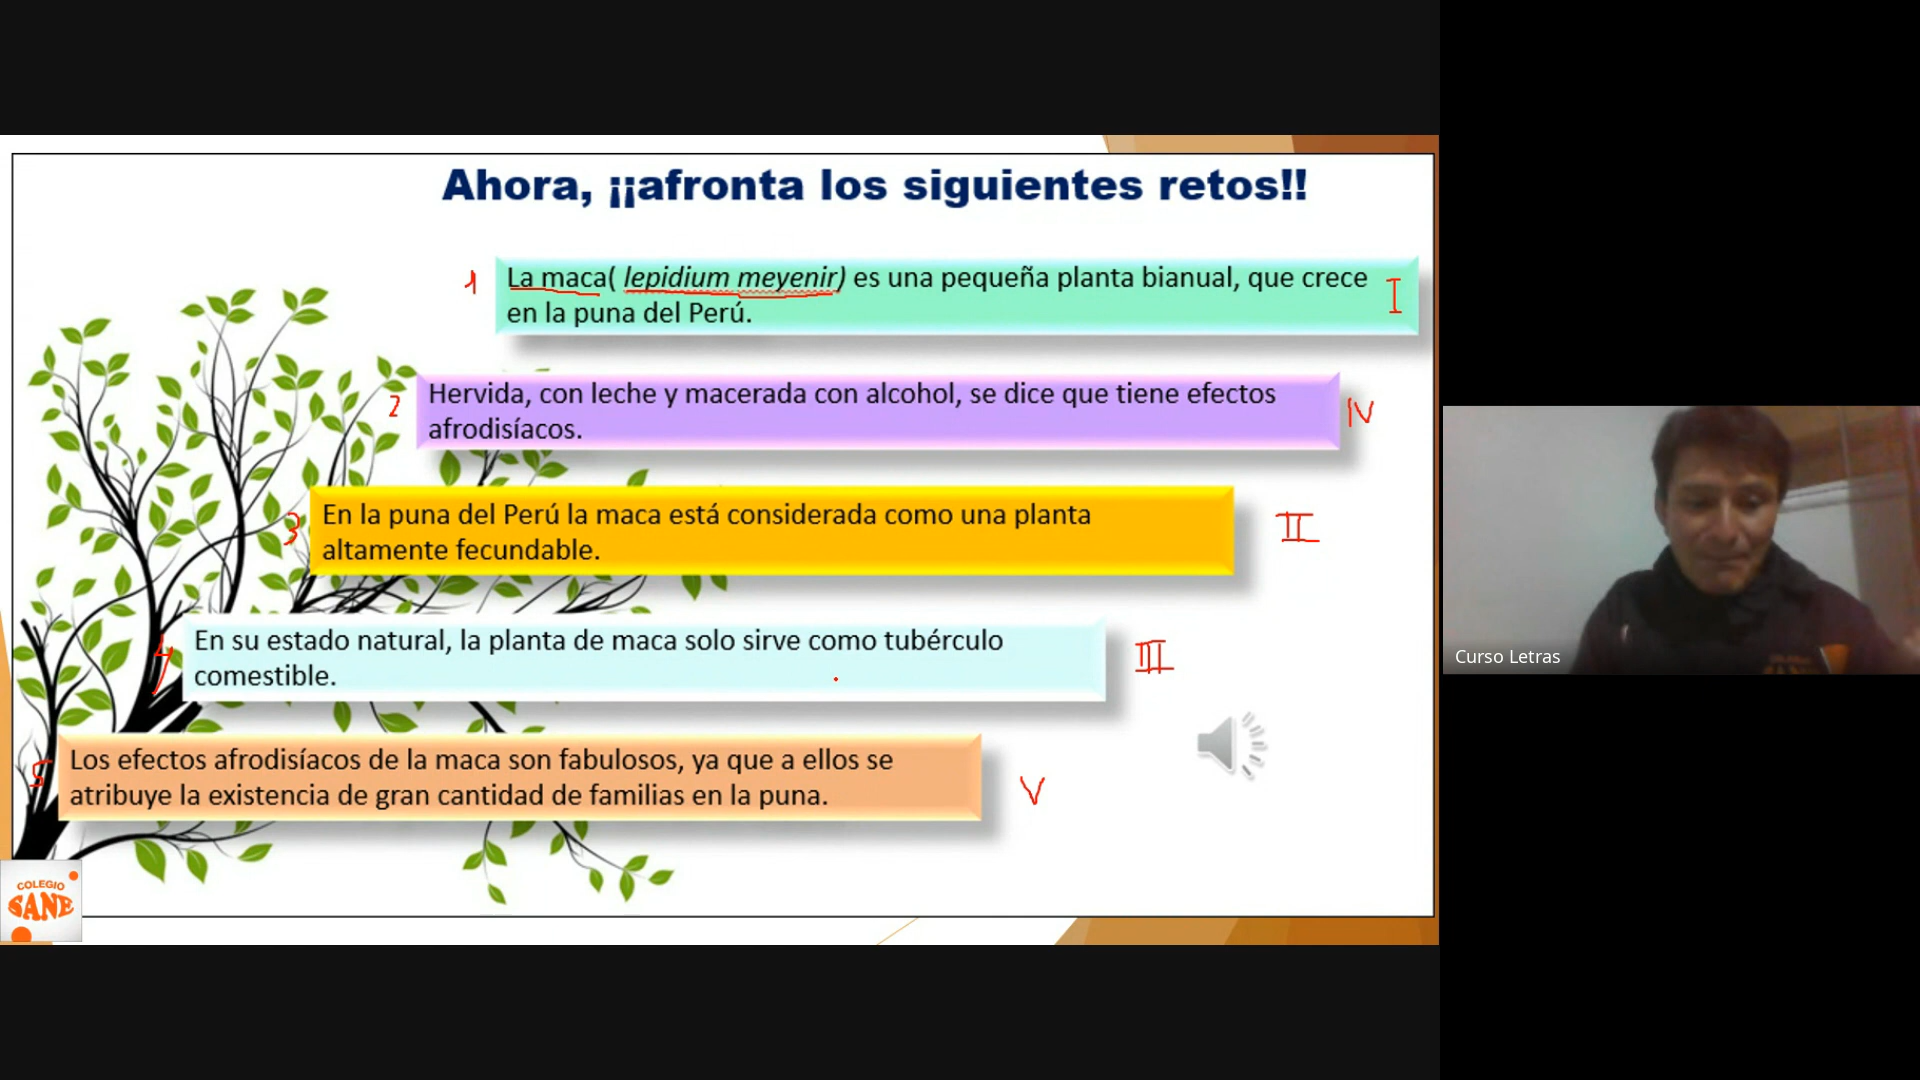 Ahora, ¡¡afronta los siguientes retos!!
1
La maca( lepidium meyenir) es una pequeña planta bianual, que crece
en la puna del Perú.
I
2
Hervida, con leche y macerada con alcohol, se dice que tiene efectos
afrodisíacos.
IV
3
En la puna del Perú la maca está considerada como una planta
altamente fecundable.
II
4
En su estado natural, la planta de maca solo sirve como tubérculo
comestible.
III
5
Los efectos afrodisíacos de la maca son fabulosos, ya que a ellos se
atribuye la existencia de gran cantidad de familias en la puna.
V
COLEGIO
SANE
Curso Letras